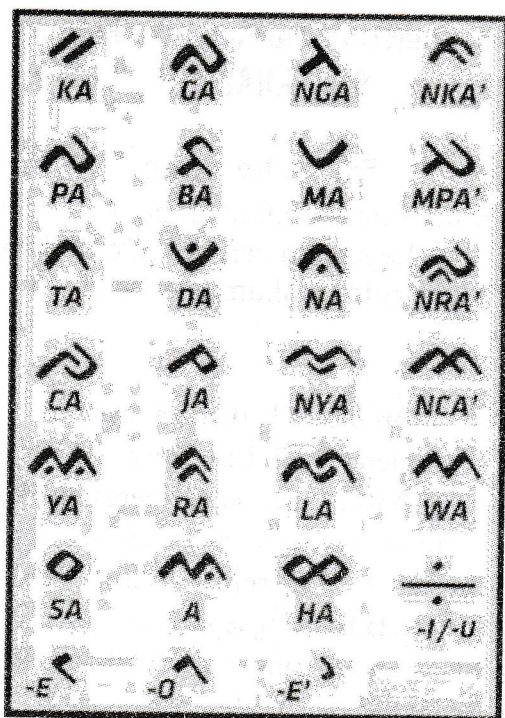 ᨀ ᨁ ᨂ ᨃ
KA GA NGA NKA'
ᨄ ᨅ ᨆ ᨇ
PA BA MA MPA'
ᨈ ᨉ ᨊ ᨋ
TA DA NA NRA'
ᨌ ᨍ ᨎ ᨏ
CA JA NYA NCA'
ᨐ ᨑ ᨒ ᨓ
YA RA LA WA
ᨔ ᨕ ᨖ ᨗ ᨘ
SA A HA -I/-U
-E ᨙ -O ᨚ -E' ᨛ